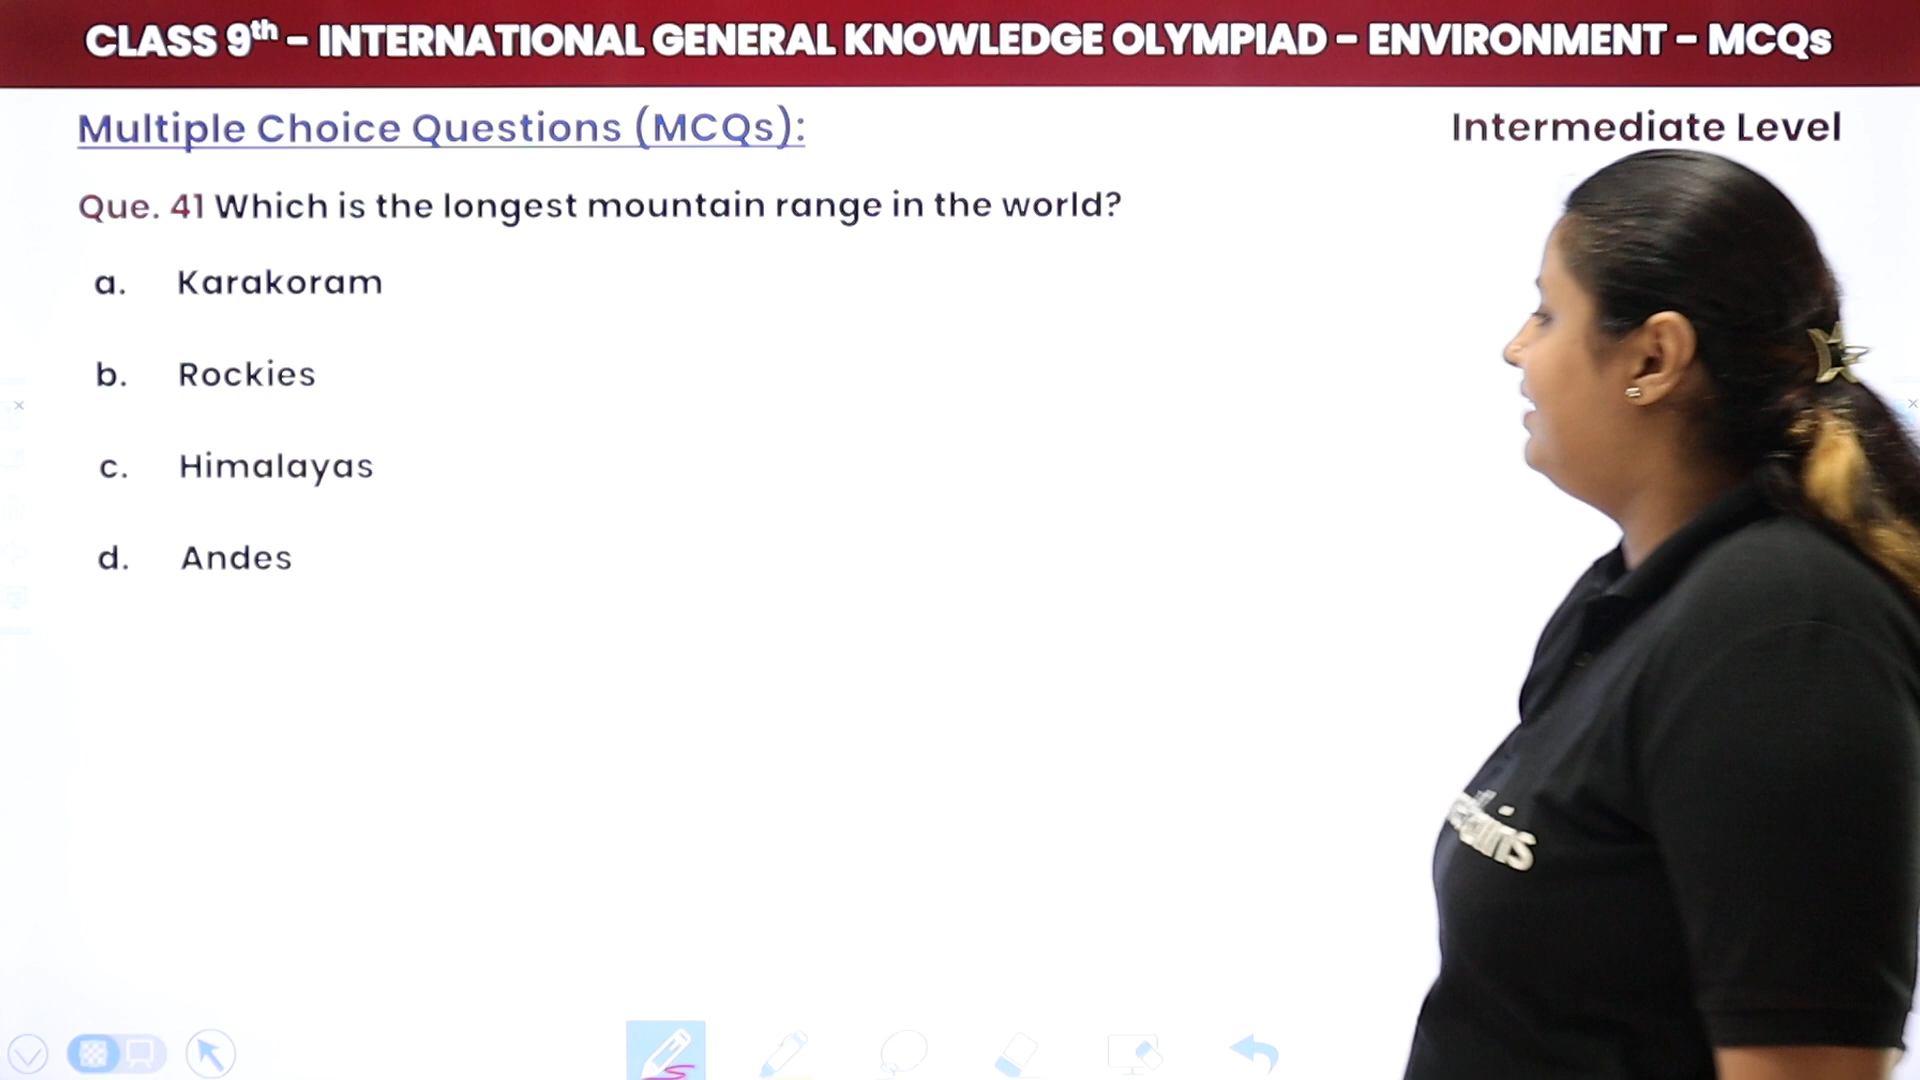 CLASS 9th – INTERNATIONAL GENERAL KNOWLEDGE OLYMPIAD – ENVIRONMENT – MCQs
Multiple Choice Questions (MCQs):
Intermediate Level
Que. 41 Which is the longest mountain range in the world?
a. Karakoram
b. Rockies
c. Himalayas
d. Andes